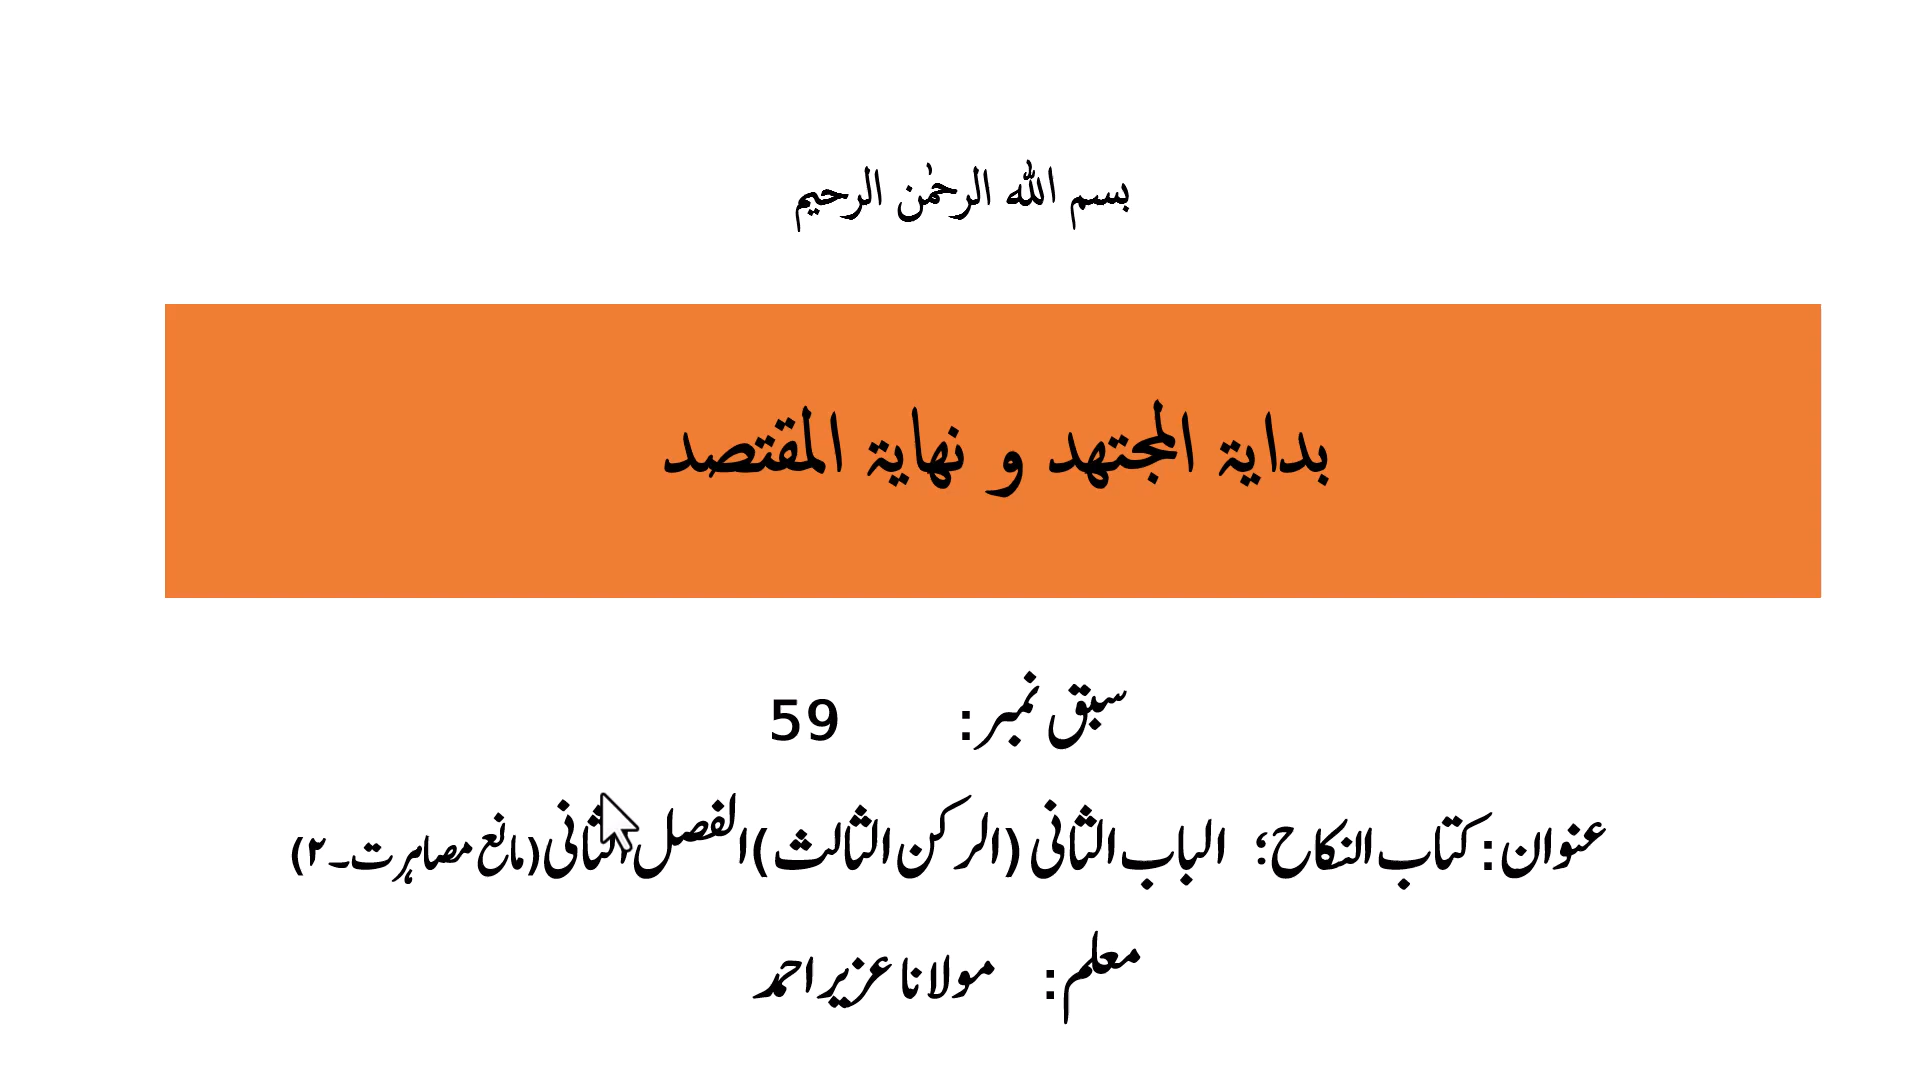 بسم اللہ الرحمٰن الرحیم
بدایۃ المجتہد و نھایۃ المقتصد
سبق نمبر: 59
عنوان: کتاب النکاح؛ الباب الثانی (الرکن الثالث) الفصل الثانی (مانع مصاہرت۔۲)
معلم: مولانا عزیر احمد